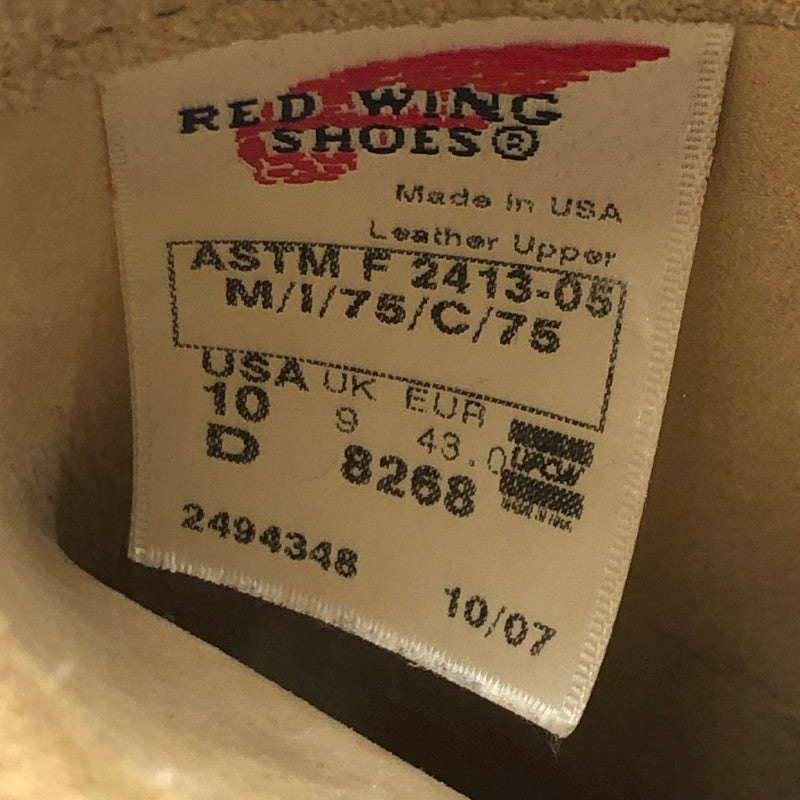 RED WING
SHOES®
Made in USA
Leather Upper
ASTM F 2413-05
M/I/75/C/75
USA UK EUR
10 9 43.0
D 8268
UFCW
2494348
10/07